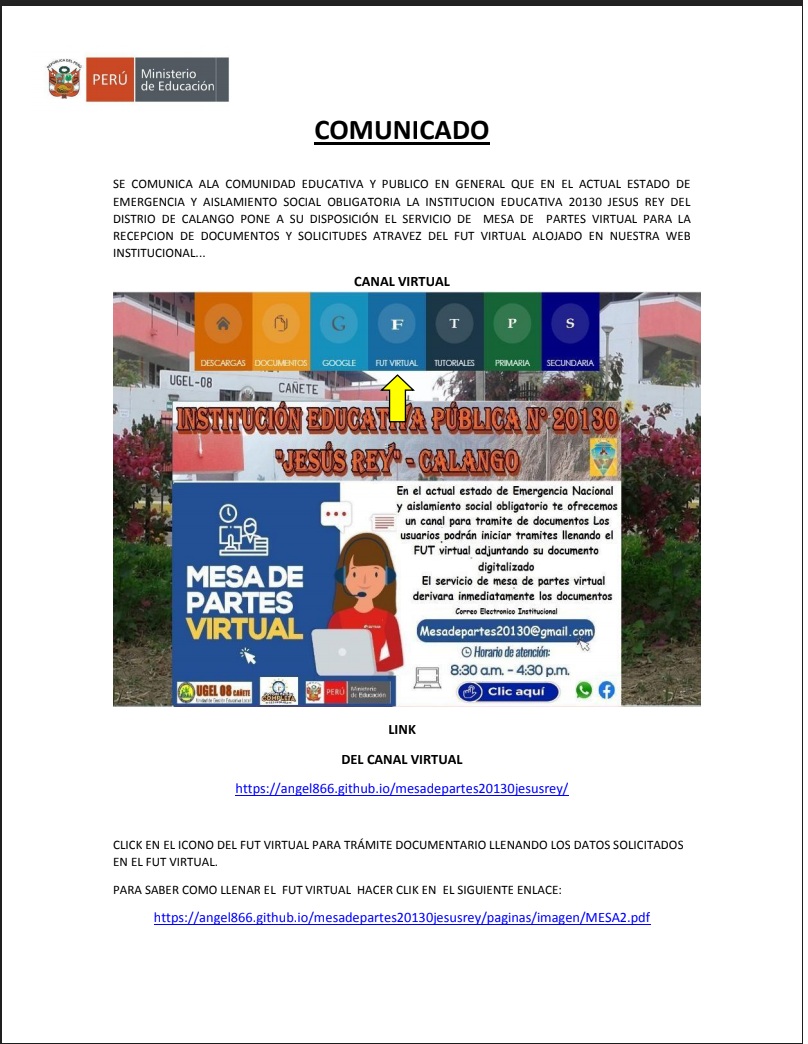 PERÚ Ministerio de Educación
COMUNICADO
SE COMUNICA ALA COMUNIDAD EDUCATIVA Y PUBLICO EN GENERAL QUE EN EL ACTUAL ESTADO DE
EMERGENCIA Y AISLAMIENTO SOCIAL OBLIGATORIA LA INSTITUCION EDUCATIVA 20130 JESUS REY DEL
DISTRIO DE CALANGO PONE A SU DISPOSICIÓN EL SERVICIO DE MESA DE PARTES VIRTUAL PARA LA
RECEPCION DE DOCUMENTOS Y SOLICITUDES ATRAVEZ DEL FUT VIRTUAL ALOJADO EN NUESTRA WEB
INSTITUCIONAL...
CANAL VIRTUAL
G F T P S
DESCARGAS DOCUMENTOS GOOGLE FUT VIRTUAL TUTORIALES PRIMARIA SECUNDARIA
UGEL-08 CAÑETE
INSTITUCIÓN EDUCATIVA PÚBLICA N° 20130
"JESÚS REY" - CALANGO
MESA DE
PARTES
VIRTUAL
En el actual estado de Emergencia Nacional
y aislamiento social obligatorio te ofrecemos
un canal para tramite de documentos Los
usuarios podrán iniciar tramites llenando el
FUT virtual adjuntando su documento
digitalizado
El servicio de mesa de partes virtual
derivara inmediatamente los documentos
Correo Electronico Institucional
Mesadepartes20130@gmail.com
Horario de atención:
8:30 a.m. - 4:30 p.m.
Clic aquí
UGEL 08 CAÑETE
PERÚ Ministerio de Educación
LINK
DEL CANAL VIRTUAL
https://angel866.github.io/mesadepartes20130jesusrey/
CLICK EN EL ICONO DEL FUT VIRTUAL PARA TRÁMITE DOCUMENTARIO LLENANDO LOS DATOS SOLICITADOS
EN EL FUT VIRTUAL.
PARA SABER COMO LLENAR EL FUT VIRTUAL HACER CLIK EN EL SIGUIENTE ENLACE:
https://angel866.github.io/mesadepartes20130jesusrey/paginas/imagen/MESA2.pdf